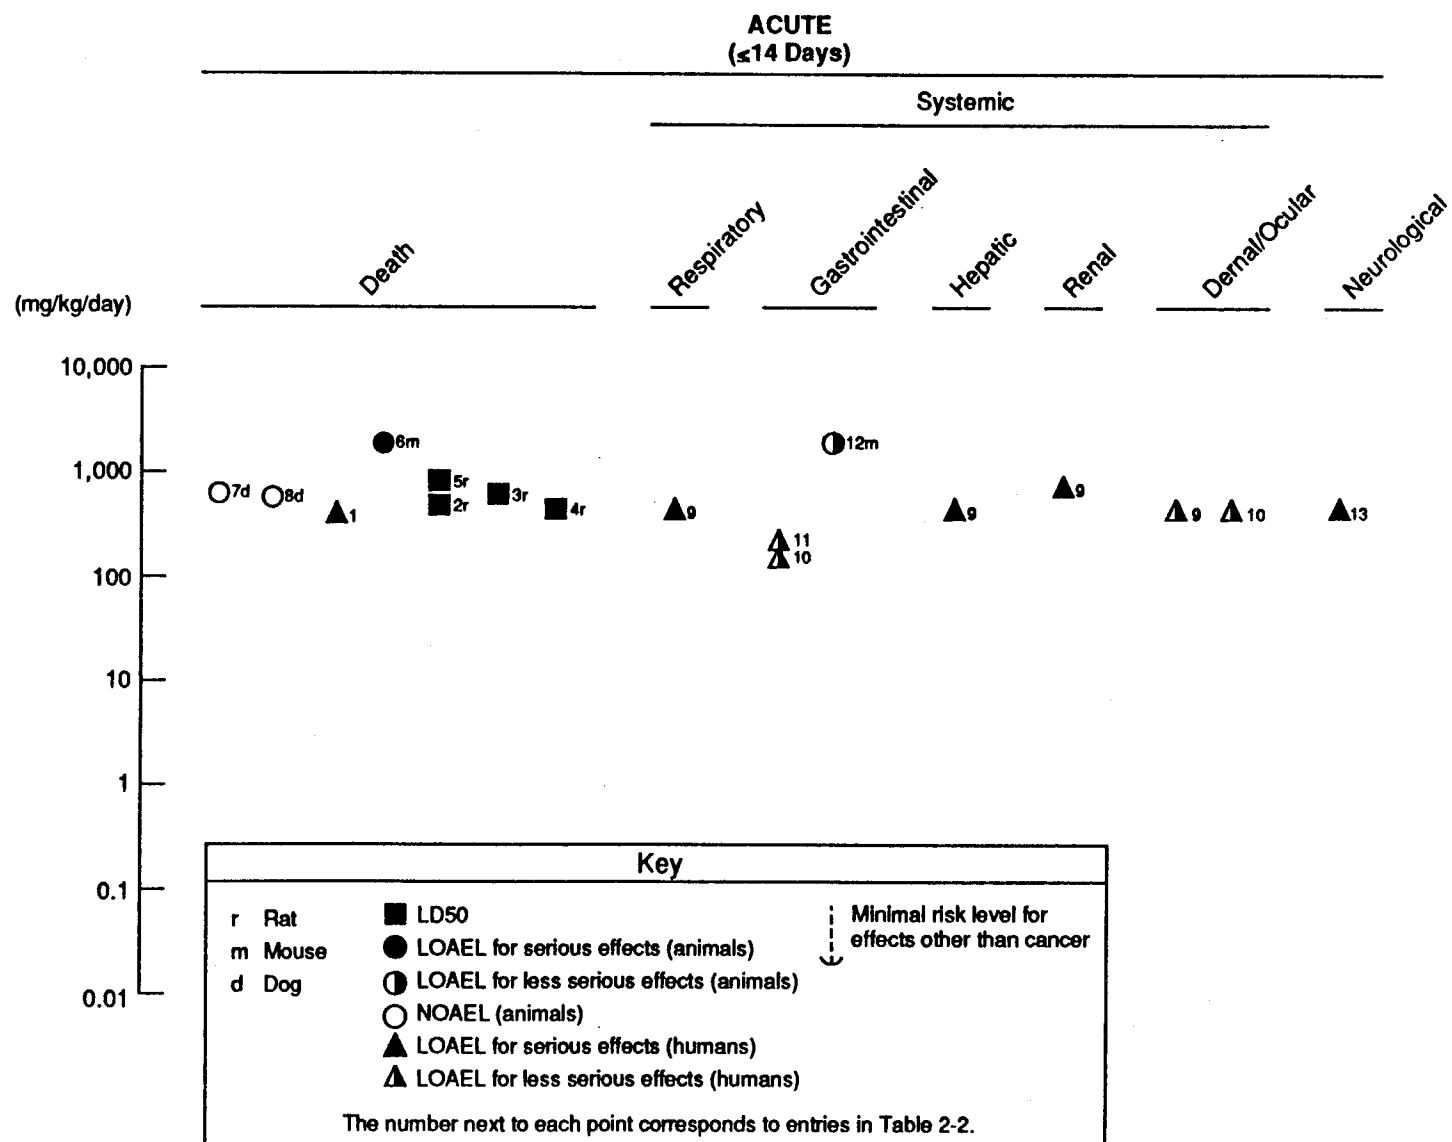 ACUTE
(≤14 Days)
Systemic
Death
Respiratory
Gastrointestinal
Hepatic
Renal
Dernal/Ocular
Neurological
(mg/kg/day)
10,000
1,000
100
10
1
0.1
0.01
6m
12m
7d
8d
5r
2r
3r
4r
1
9
11
10
9
9
9
10
13
Key
r Rat
m Mouse
d Dog
LD50
LOAEL for serious effects (animals)
LOAEL for less serious effects (animals)
NOAEL (animals)
LOAEL for serious effects (humans)
LOAEL for less serious effects (humans)
Minimal risk level for
effects other than cancer
The number next to each point corresponds to entries in Table 2-2.